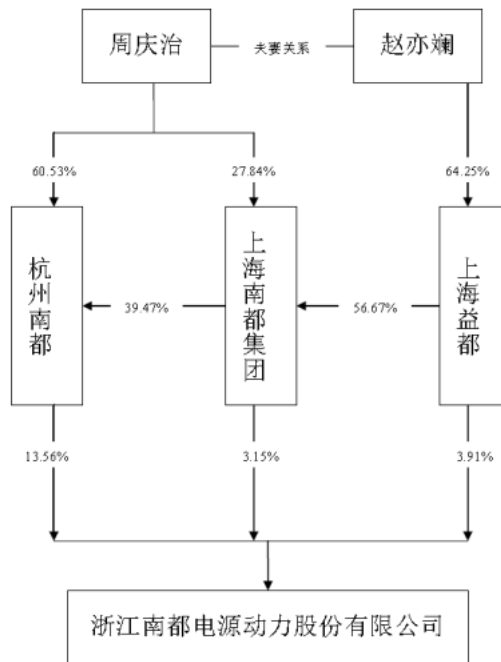 周庆治
夫妻关系
赵亦斓
60.53%
27.84%
64.25%
杭州南都
39.47%
上海南都集团
56.67%
上海益都
13.56%
3.15%
3.91%
浙江南都电源动力股份有限公司